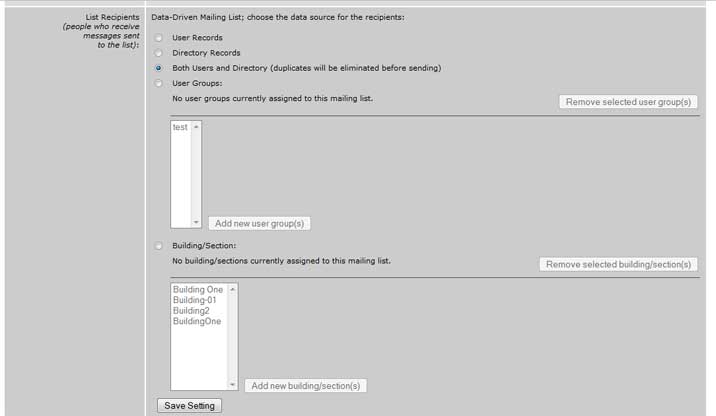 List Recipients
(people who receive
messages sent
to the list):
Data-Driven Mailing List; choose the data source for the recipients:
User Records
Directory Records
Both Users and Directory (duplicates will be eliminated before sending)
User Groups:
No user groups currently assigned to this mailing list.
Remove selected user group(s)
test
Add new user group(s)
Building/Section:
No building/sections currently assigned to this mailing list.
Remove selected building/section(s)
Building One
Building-01
Building2
BuildingOne
Add new building/section(s)
Save Setting